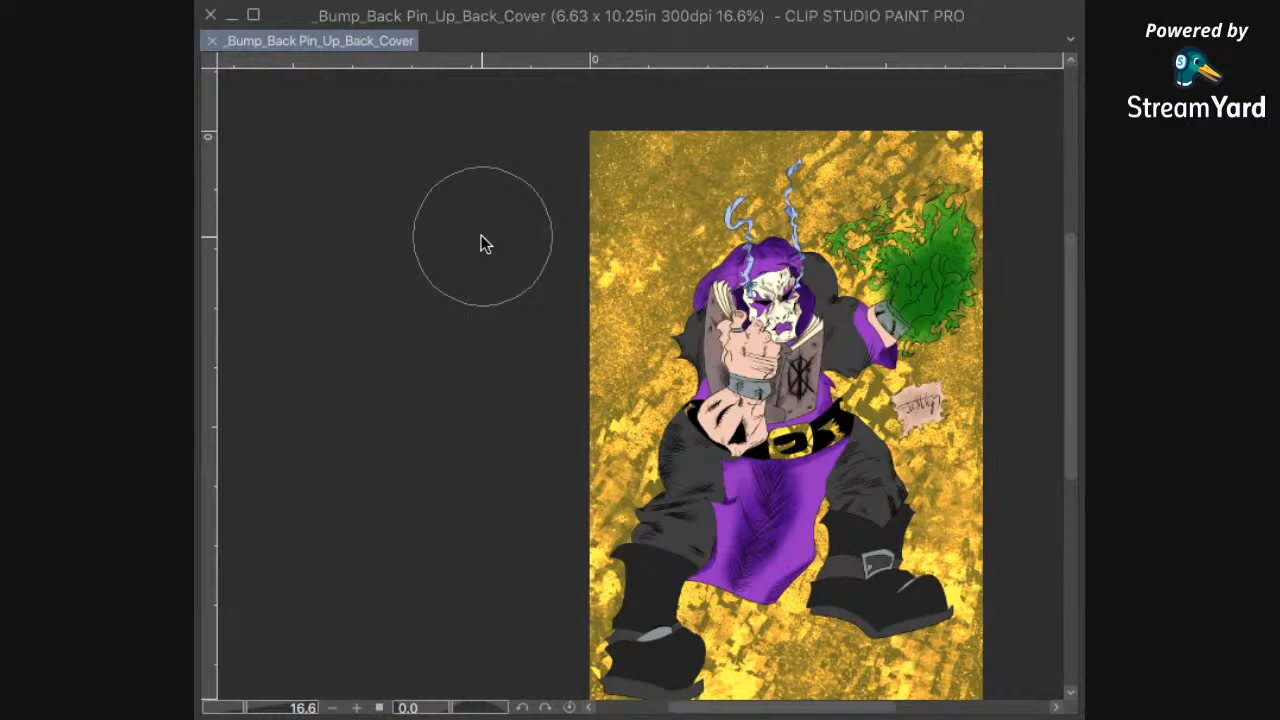 _Bump_Back Pin_Up_Back_Cover (6.63 x 10.25in 300dpi 16.6%) - CLIP STUDIO PAINT PRO
_Bump_Back Pin_Up_Back_Cover
0
0
16.6
0.0
Powered by
StreamYard